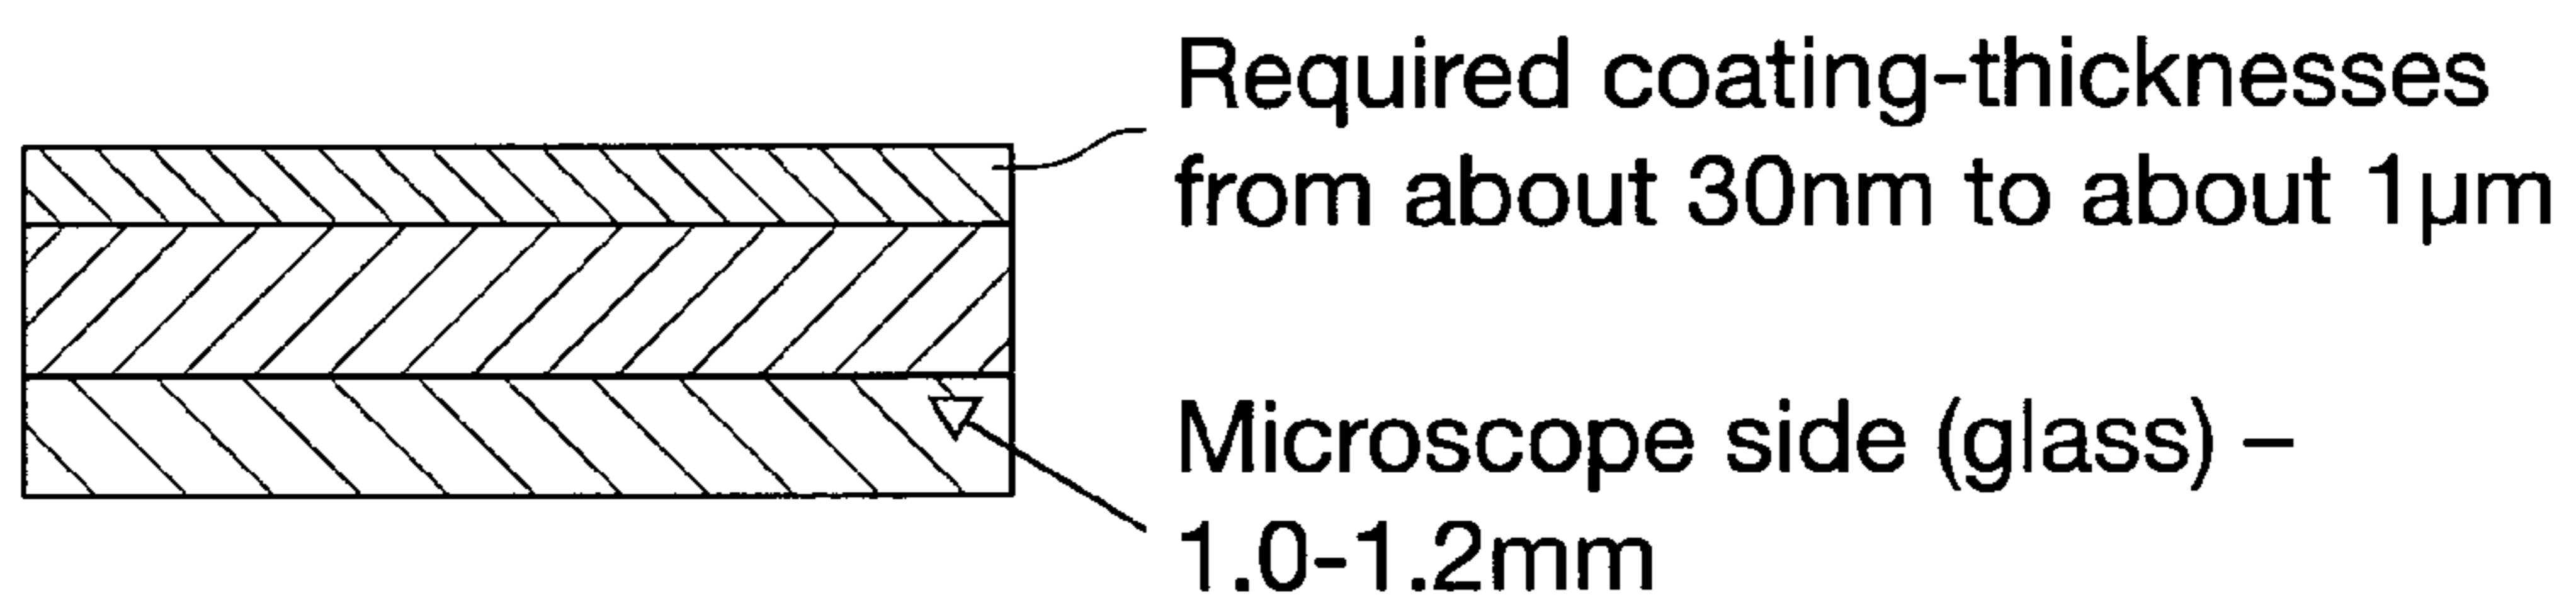 Required coating-thicknesses
from about 30nm to about 1µm
Microscope side (glass) –
1.0-1.2mm